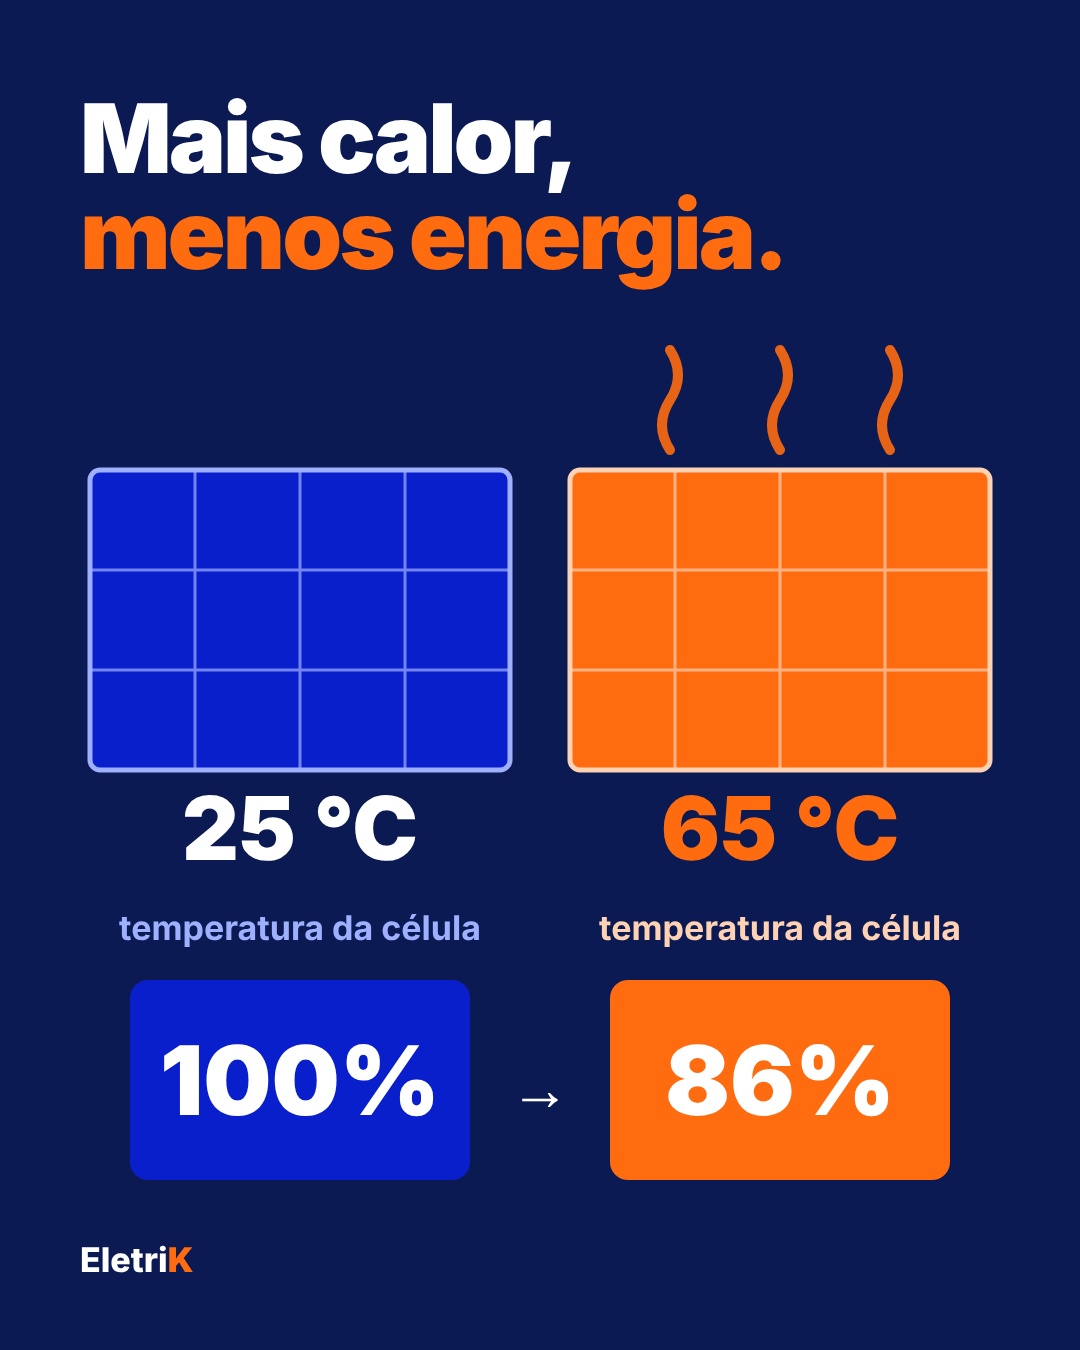 Mais calor,
menos energia.
25 °C
65 °C
temperatura da célula
temperatura da célula
100%
→
86%
EletriK